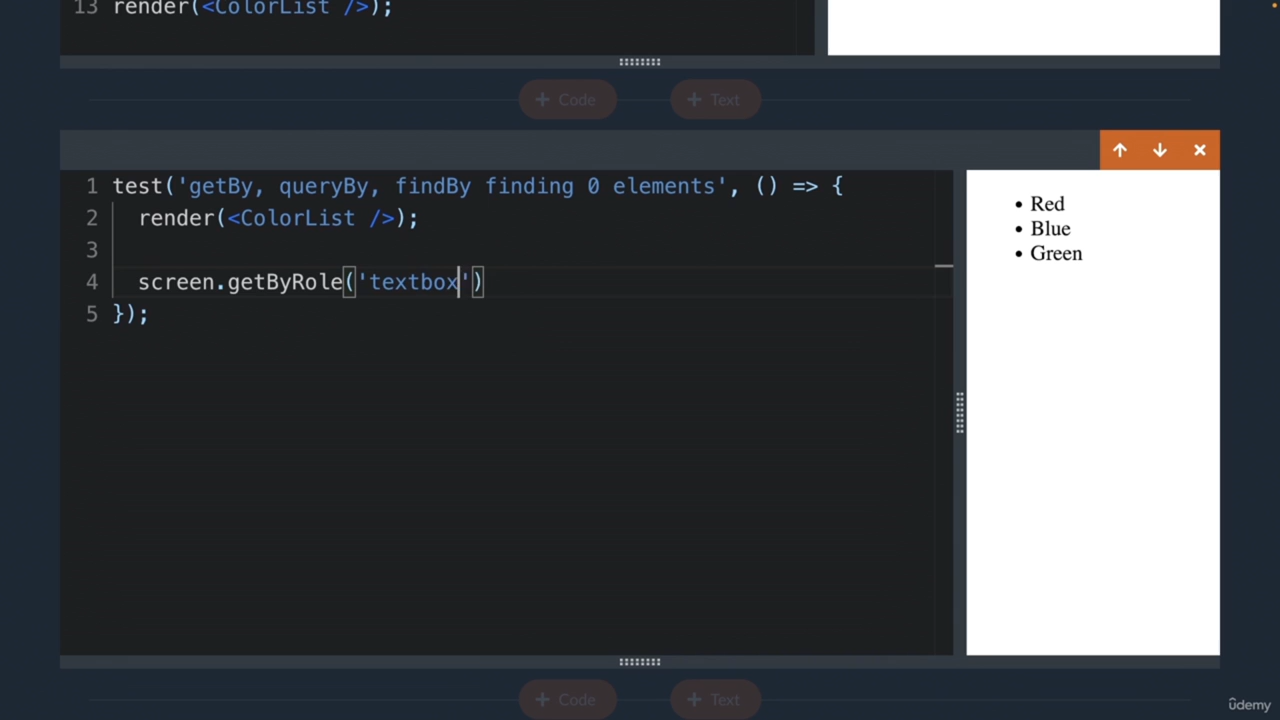 13 render(<ColorList />);
+ Code
+ Text
1 test('getBy, queryBy, findBy finding 0 elements', () => {
2 render(<ColorList />);
3
4 screen.getByRole('textbox')
5 });
• Red
• Blue
• Green
+ Code
+ Text
ûdemy